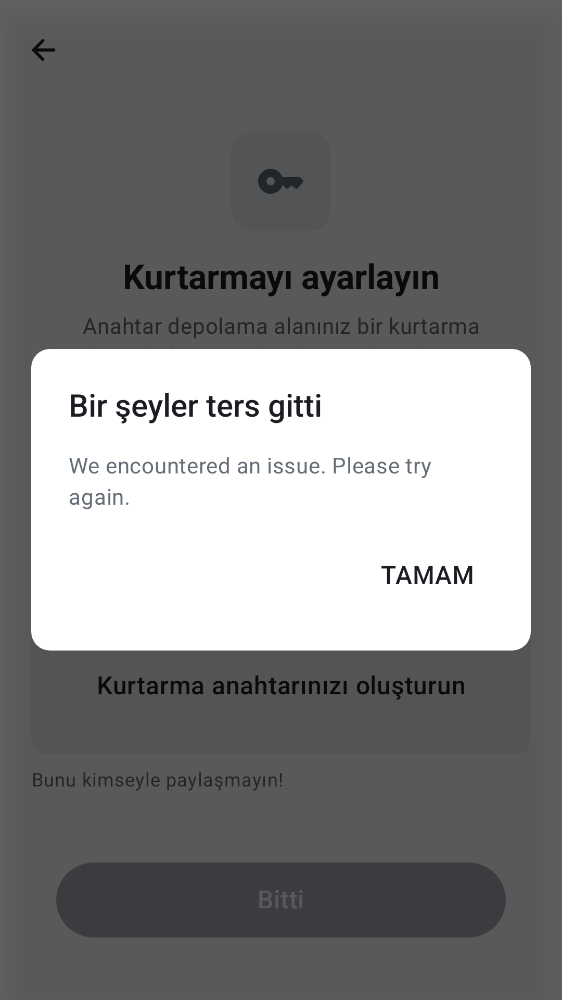 Kurtarmayı ayarlayın
Anahtar depolama alanınız bir kurtarma
Bir şeyler ters gitti
We encountered an issue. Please try
again.
TAMAM
Kurtarma anahtarınızı oluşturun
Bunu kimseyle paylaşmayın!
Bitti